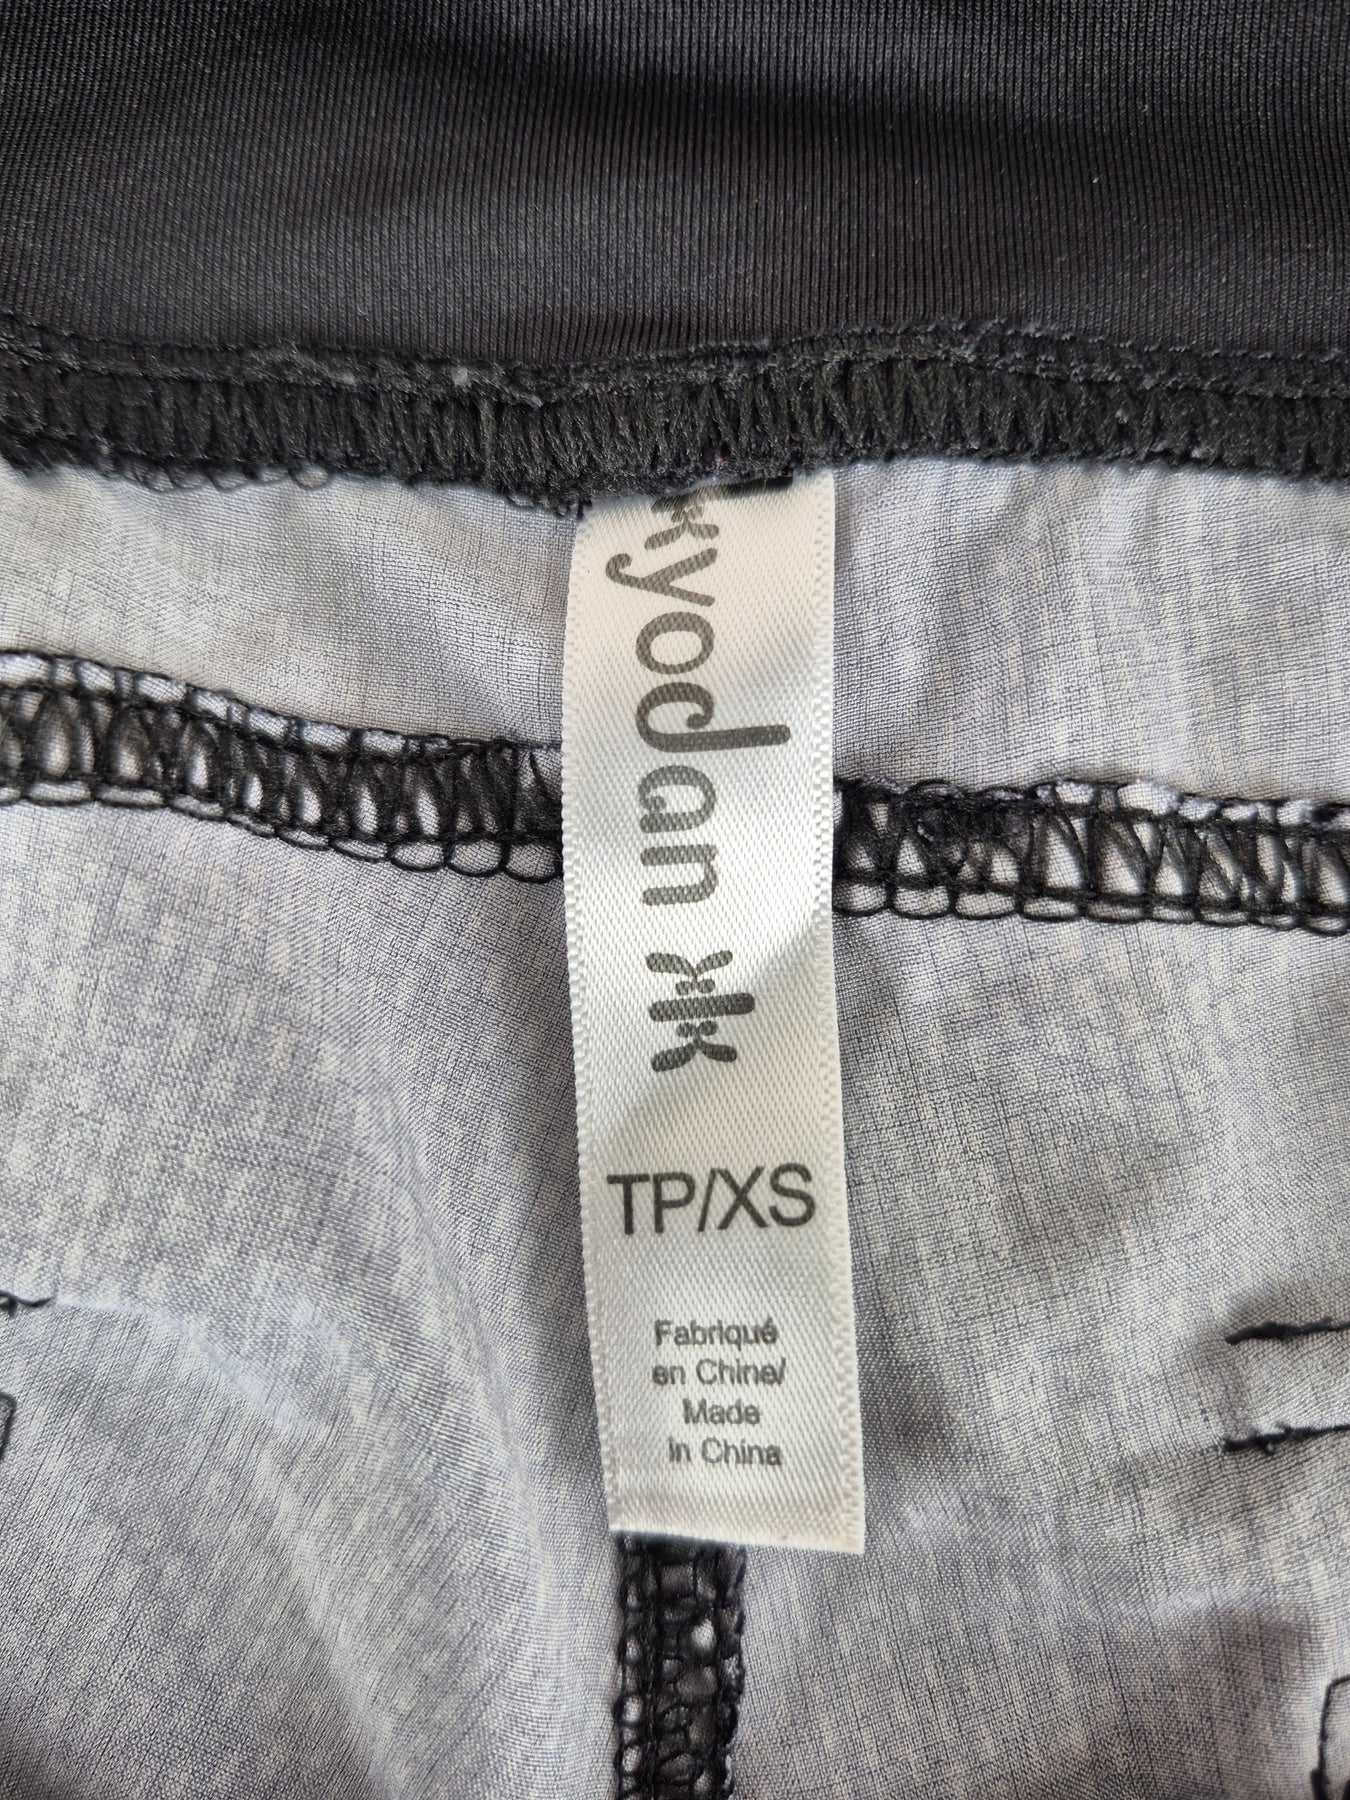 kyodan
TP/XS
Fabriqué
en Chine/
Made
in China